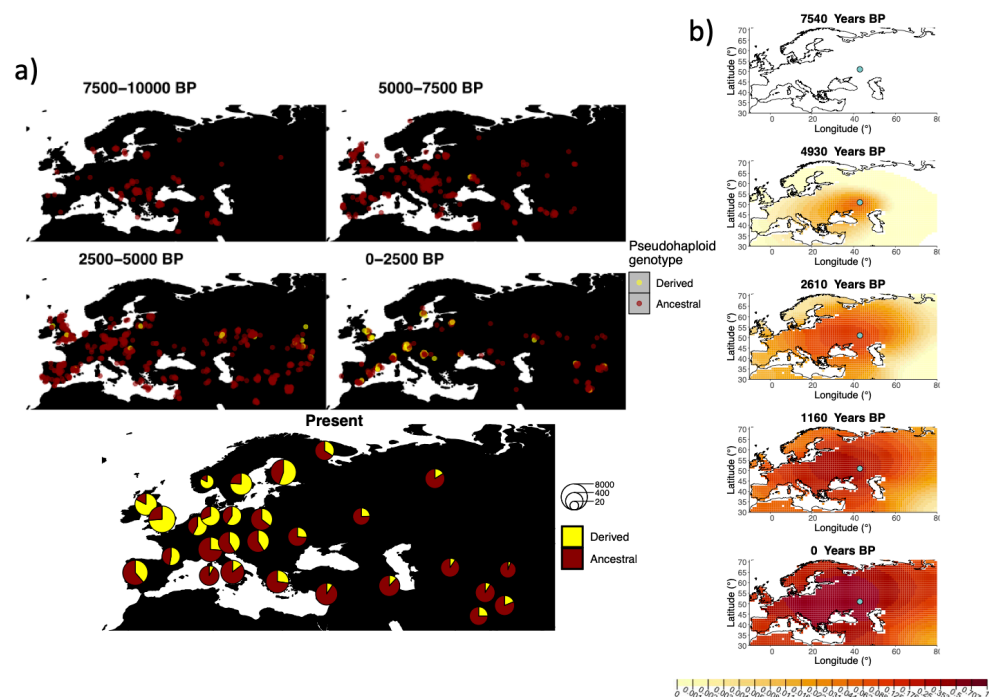 a)
7500–10000 BP
5000–7500 BP
2500–5000 BP
0–2500 BP
Pseudohaploid
genotype
Derived
Ancestral
Present
8000
400
20
Derived
Ancestral
b)
7540 Years BP
Latitude (°)
70
65
60
55
50
45
40
35
30
0 20 40 60 80
Longitude (°)
4930 Years BP
Latitude (°)
70
65
60
55
50
45
40
35
30
0 20 40 60
Longitude (°)
2610 Years BP
Latitude (°)
70
65
60
55
50
45
40
35
30
0 20 40 60
Longitude (°)
1160 Years BP
Latitude (°)
70
65
60
55
50
45
40
35
30
0 20 40 60
Longitude (°)
0 Years BP
Latitude (°)
70
65
60
55
50
45
40
35
30
0 20 40 60
Longitude (°)